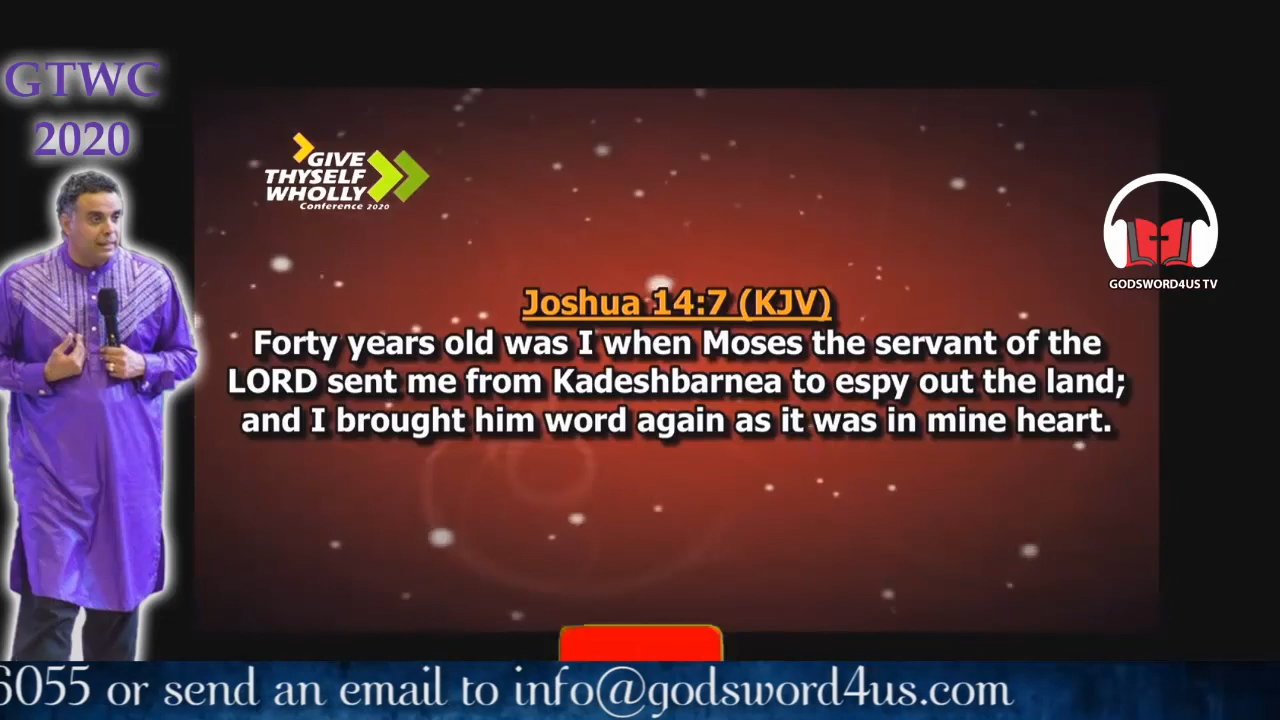 GTWC
2020
GIVE
THYSELF
WHOLLY
Conference 2020
GODSWORD4US TV
Joshua 14:7 (KJV)
Forty years old was I when Moses the servant of the
LORD sent me from Kadeshbarnea to espy out the land;
and I brought him word again as it was in mine heart.
6055 or send an email to info@godsword4us.com